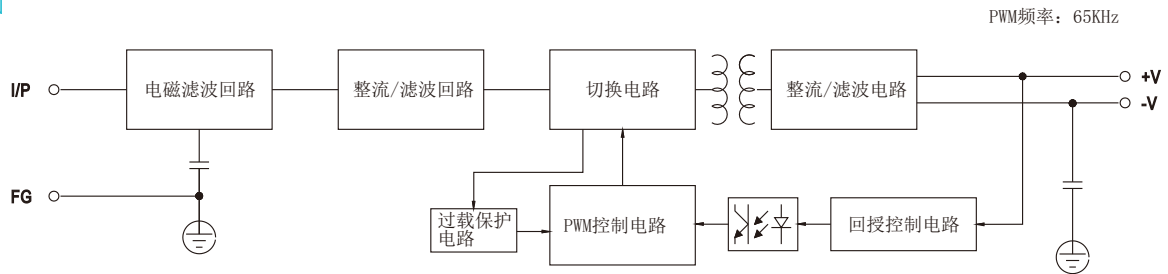 PWM频率：65KHz
I/P
电磁滤波回路
整流/滤波回路
切换电路
整流/滤波电路
+V
-V
FG
过载保护
电路
PWM控制电路
回授控制电路